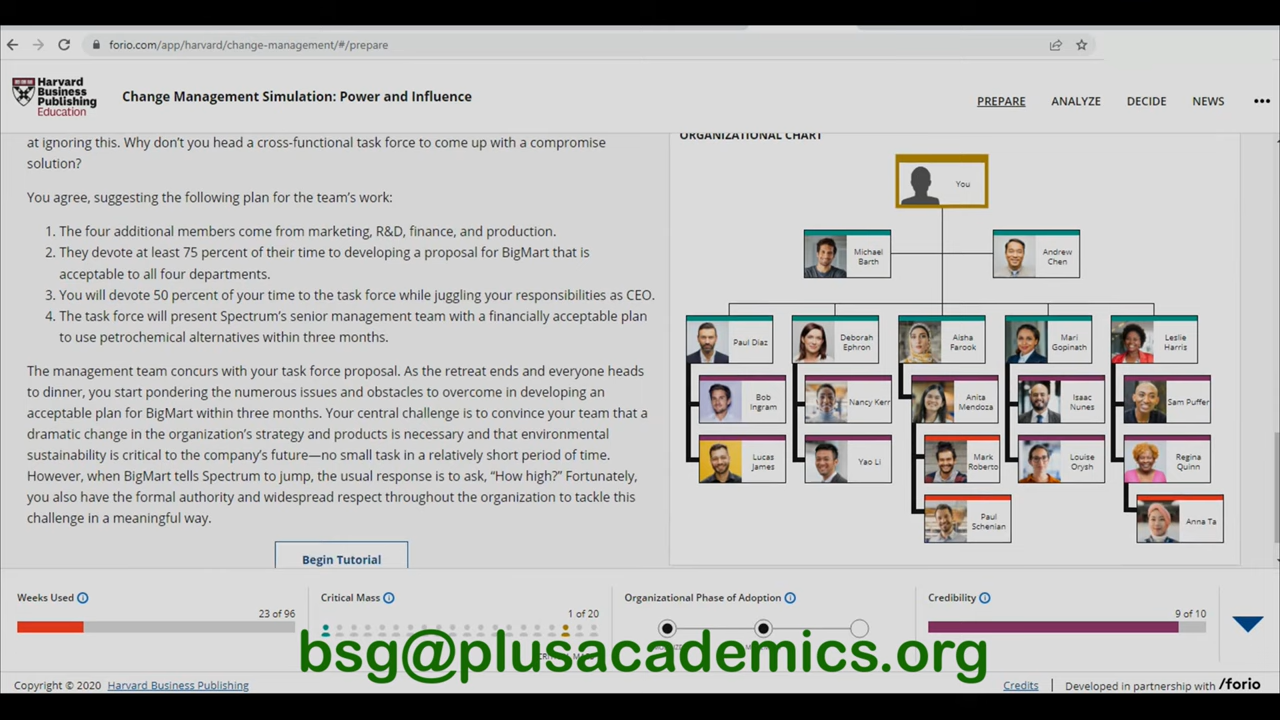 forio.com/app/harvard/change-management/#/prepare
Harvard
Business
Publishing
Education
Change Management Simulation: Power and Influence
PREPARE
ANALYZE
DECIDE
NEWS
at ignoring this. Why don't you head a cross-functional task force to come up with a compromise
solution?
You agree, suggesting the following plan for the team's work:
1. The four additional members come from marketing, R&D, finance, and production.
2. They devote at least 75 percent of their time to developing a proposal for BigMart that is
acceptable to all four departments.
3. You will devote 50 percent of your time to the task force while juggling your responsibilities as CEO.
4. The task force will present Spectrum's senior management team with a financially acceptable plan
to use petrochemical alternatives within three months.
The management team concurs with your task force proposal. As the retreat ends and everyone heads
to dinner, you start pondering the numerous issues and obstacles to overcome in developing an
acceptable plan for BigMart within three months. Your central challenge is to convince your team that a
dramatic change in the organization's strategy and products is necessary and that environmental
sustainability is critical to the company's future—no small task in a relatively short period of time.
However, when BigMart tells Spectrum to jump, the usual response is to ask, "How high?" Fortunately,
you also have the formal authority and widespread respect throughout the organization to tackle this
challenge in a meaningful way.
Begin Tutorial
ORGANIZATIONAL CHART
You
Michael
Barth
Andrew
Chen
Paul Diaz
Deborah
Ephron
Aisha
Farook
Mari
Gopinath
Leslie
Harris
Bob
Ingram
Nancy Kerr
Anita
Mendoza
Isaac
Nunes
Sam Puffer
Lucas
James
Yao Li
Mark
Roberto
Louise
Orysh
Regina
Quinn
Paul
Schenian
Anna Ta
Weeks Used
23 of 96
Critical Mass
1 of 20
Organizational Phase of Adoption
Credibility
9 of 10
bsg@plusacademics.org
Copyright © 2020 Harvard Business Publishing
Credits
Developed in partnership with /forio